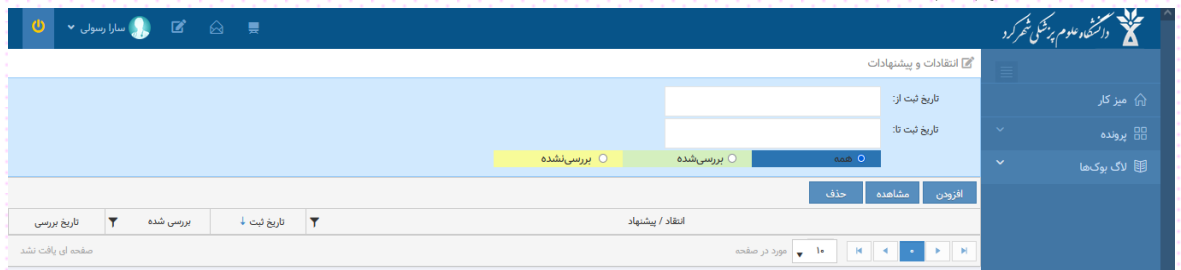 دانشگاه علوم پزشکی شهرکرد
سارا رسولی
انتقادات و پیشنهادات
میز کار
پرونده
لاگ بوک‌ها
تاریخ ثبت از:
تاریخ ثبت تا:
همه بررسی‌شده بررسی‌نشده
افزودن مشاهده حذف
انتقاد / پیشنهاد تاریخ ثبت بررسی شده تاریخ بررسی
۰ ۱۰ مورد در صفحه صفحه ای یافت نشد